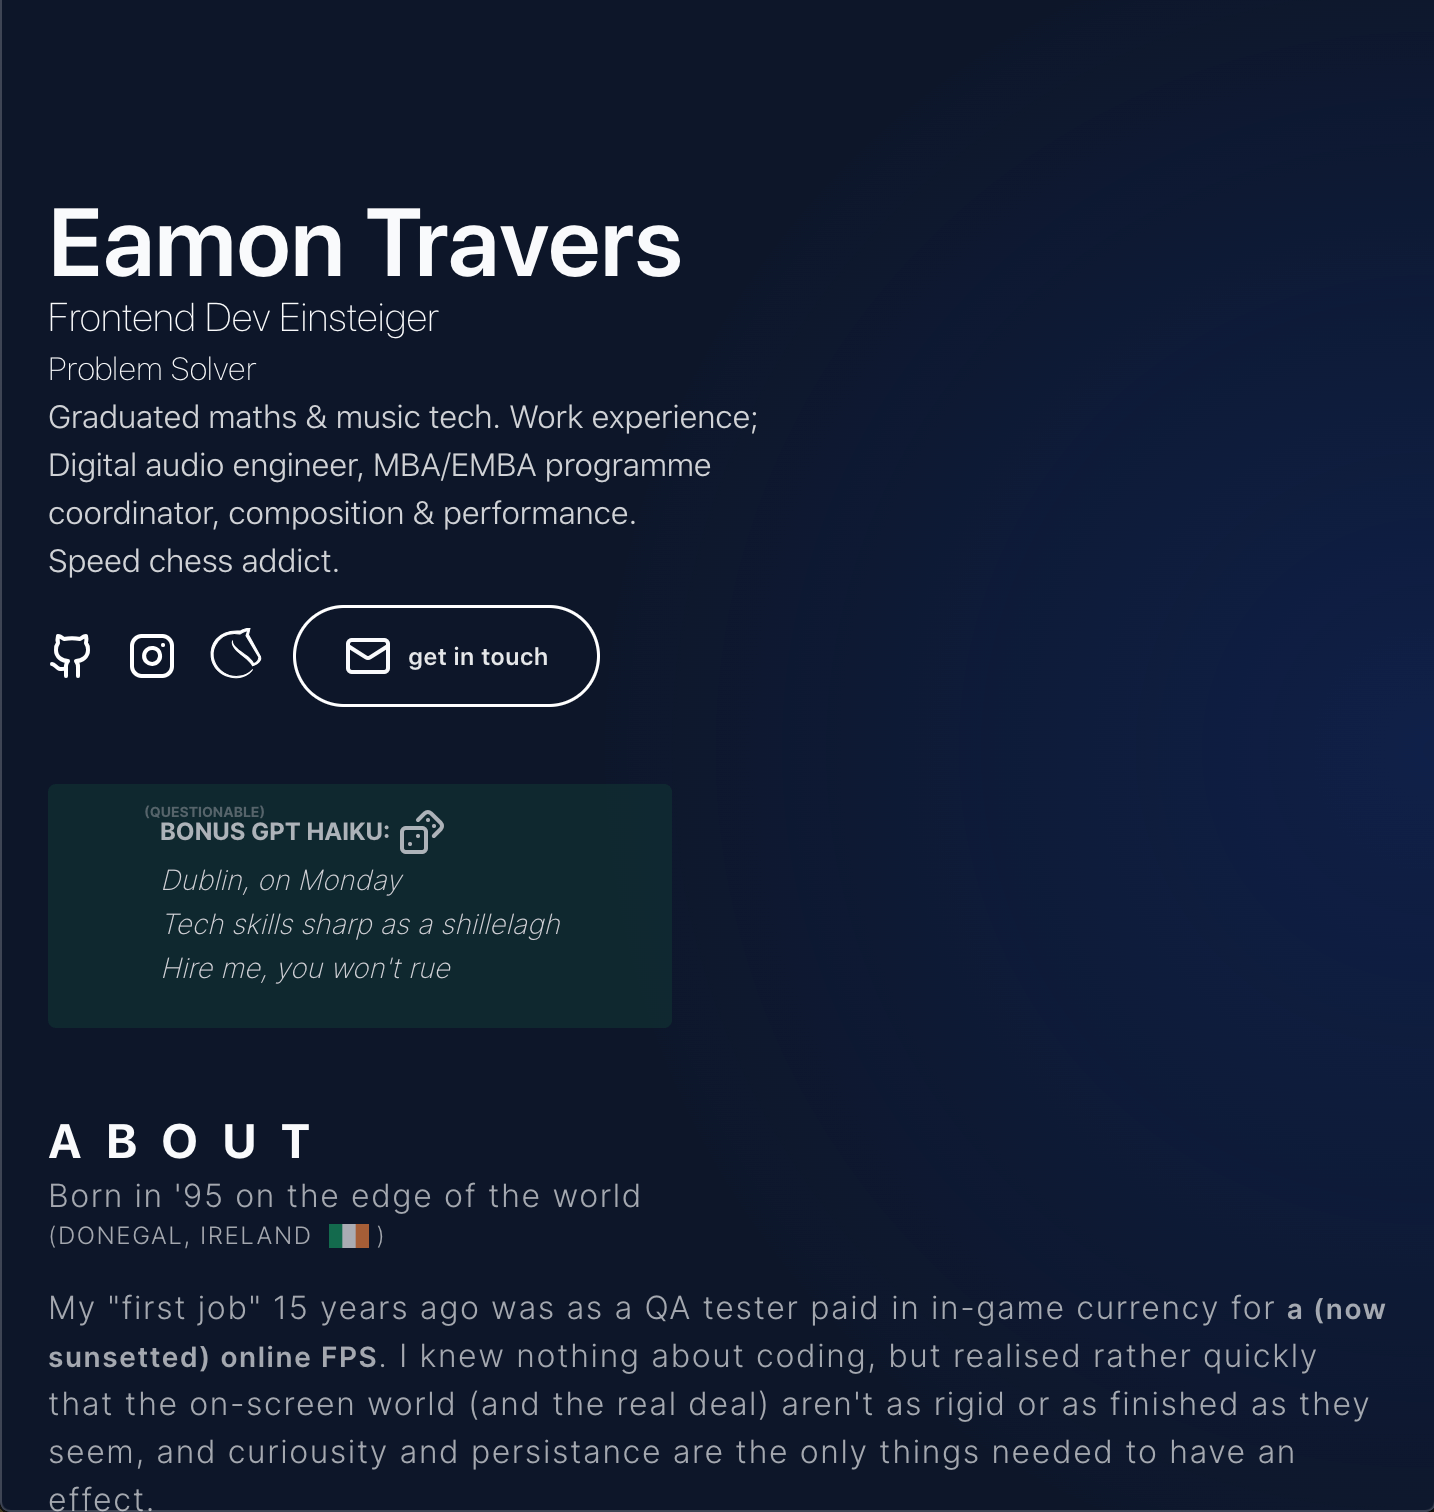 Eamon Travers
Frontend Dev Einsteiger
Problem Solver
Graduated maths & music tech. Work experience;
Digital audio engineer, MBA/EMBA programme
coordinator, composition & performance.
Speed chess addict.
get in touch
(QUESTIONABLE)
BONUS GPT HAIKU:
Dublin, on Monday
Tech skills sharp as a shillelagh
Hire me, you won't rue
ABOUT
Born in '95 on the edge of the world
(DONEGAL, IRELAND )
My "first job" 15 years ago was as a QA tester paid in in-game currency for a (now
sunsetted) online FPS. I knew nothing about coding, but realised rather quickly
that the on-screen world (and the real deal) aren't as rigid or as finished as they
seem, and curiousity and persistance are the only things needed to have an
effect.